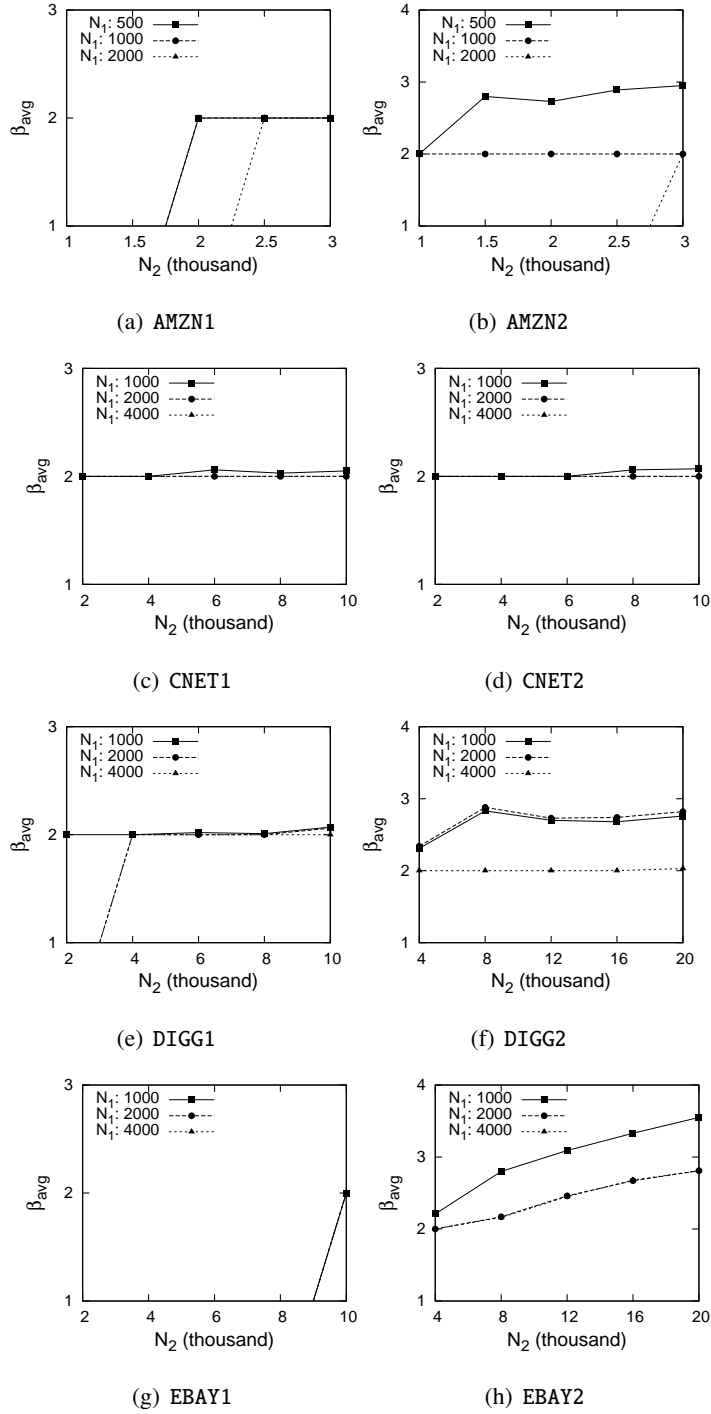 N1: 500
N1: 1000
N1: 2000
3
2
1
βavg
1 1.5 2 2.5 3
N2 (thousand)
(a) AMZN1
N1: 500
N1: 1000
N1: 2000
4
3
2
1
βavg
1 1.5 2 2.5 3
N2 (thousand)
(b) AMZN2
N1: 1000
N1: 2000
N1: 4000
3
2
1
βavg
2 4 6 8 10
N2 (thousand)
(c) CNET1
N1: 1000
N1: 2000
N1: 4000
3
2
1
βavg
2 4 6 8 10
N2 (thousand)
(d) CNET2
N1: 1000
N1: 2000
N1: 4000
3
2
1
βavg
2 4 6 8 10
N2 (thousand)
(e) DIGG1
N1: 1000
N1: 2000
N1: 4000
4
3
2
1
βavg
4 8 12 16 20
N2 (thousand)
(f) DIGG2
N1: 1000
N1: 2000
N1: 4000
3
2
1
βavg
2 4 6 8 10
N2 (thousand)
(g) EBAY1
N1: 1000
N1: 2000
N1: 4000
4
3
2
1
βavg
4 8 12 16 20
N2 (thousand)
(h) EBAY2